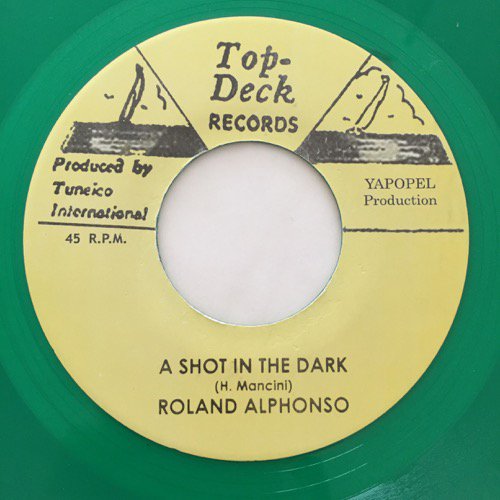 Top-
Deck
RECORDS
Produced by
Tuneico
International
45 R.P.M.
YAPOPEL
Production
A SHOT IN THE DARK
(H. Mancini)
ROLAND ALPHONSO